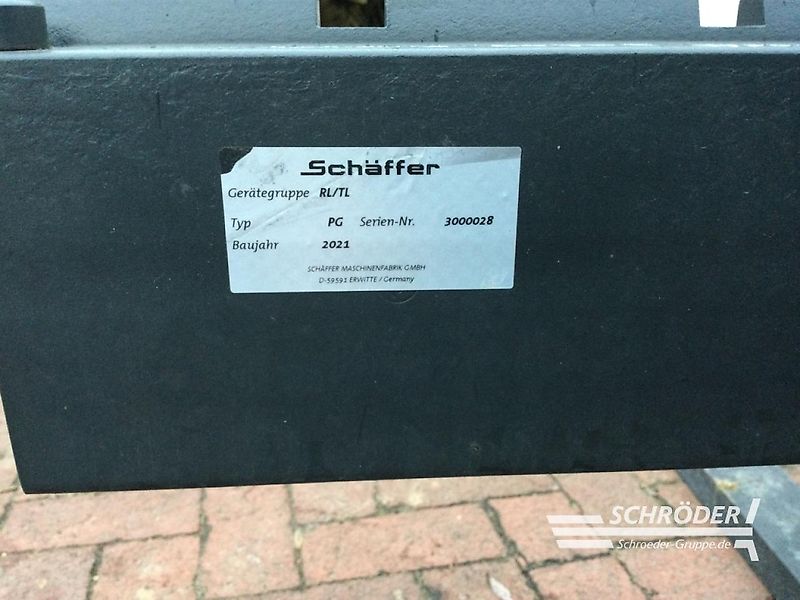 Schäffer
Gerätegruppe RL/TL
Typ PG Serien-Nr. 3000028
Baujahr 2021
SCHÄFFER MASCHINENFABRIK GMBH
D-59591 ERWITTE / Germany
SCHRÖDER
Schroeder-Gruppe.de